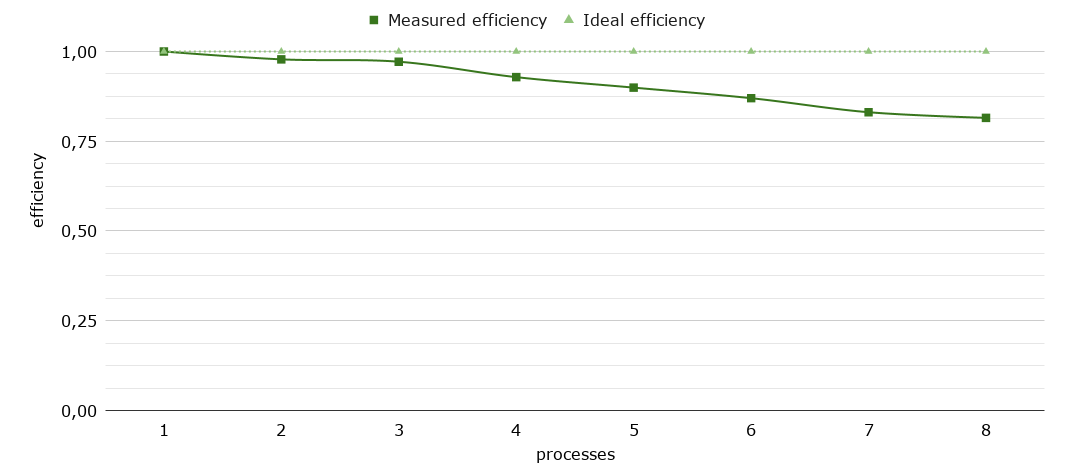 Measured efficiency Ideal efficiency
1,00
0,75
0,50
0,25
0,00
efficiency
1 2 3 4 5 6 7 8
processes